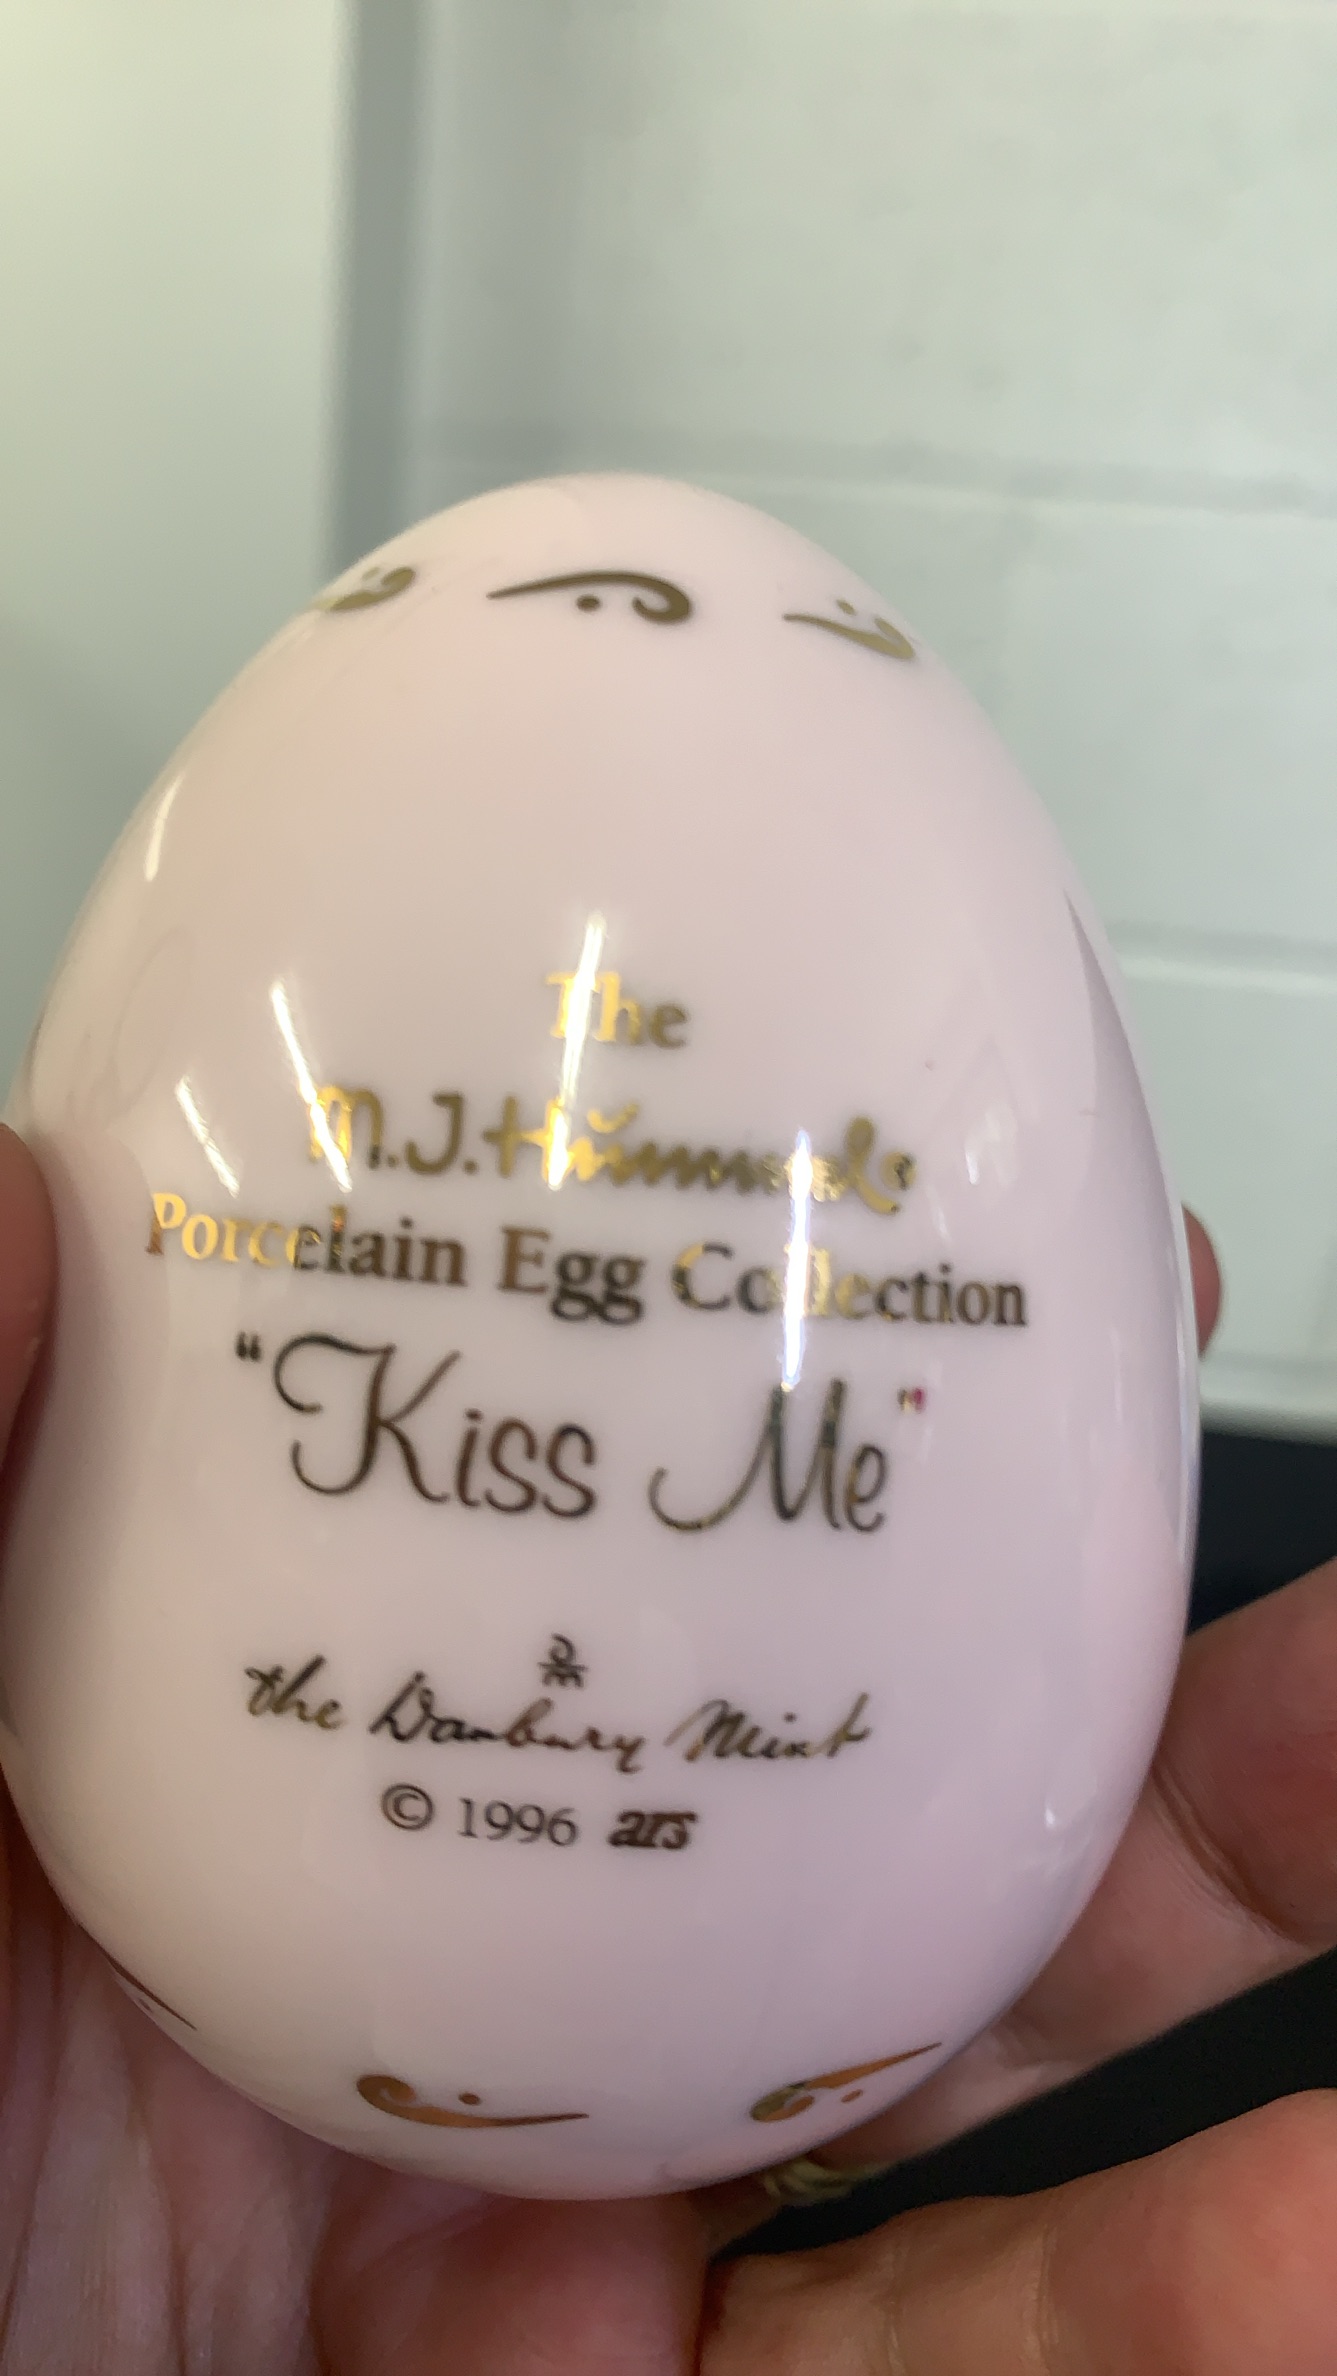 The
M.J. Hummel®
Porcelain Egg Collection
“Kiss Me”
the Danbury Mint
© 1996 ars